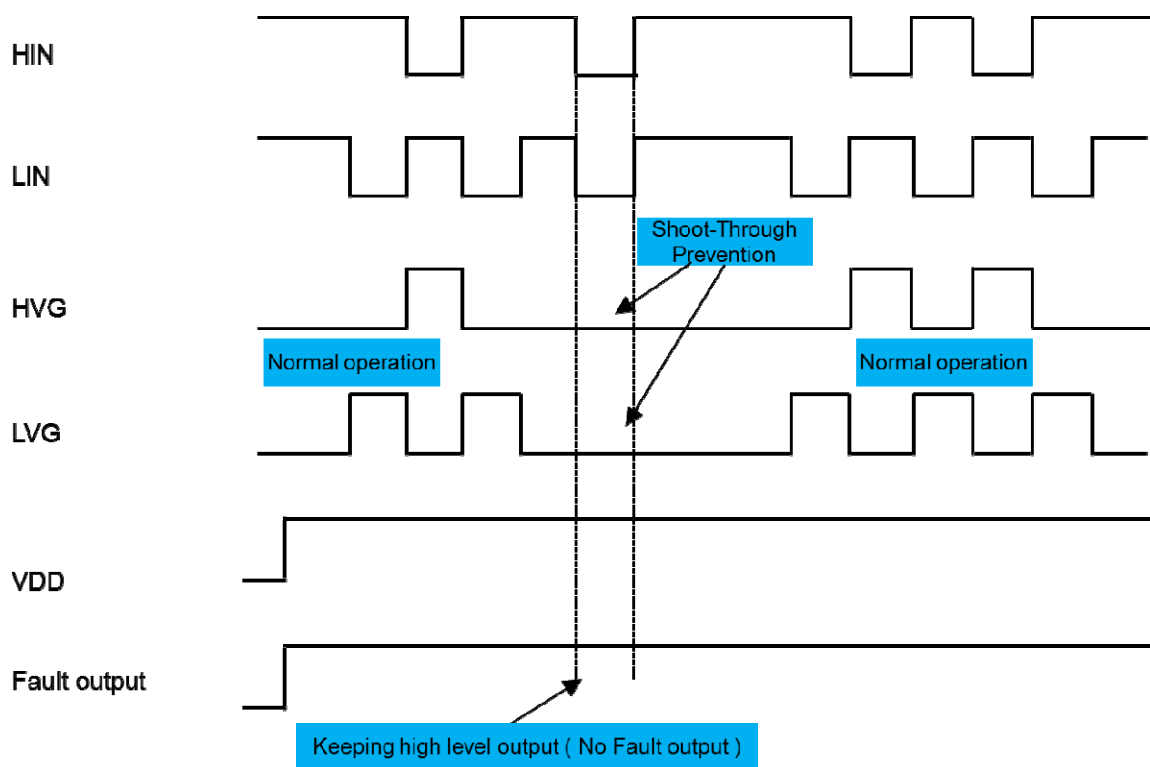 HIN
LIN
Shoot-Through
Prevention
HVG
Normal operation
Normal operation
LVG
VDD
Fault output
Keeping high level output ( No Fault output )